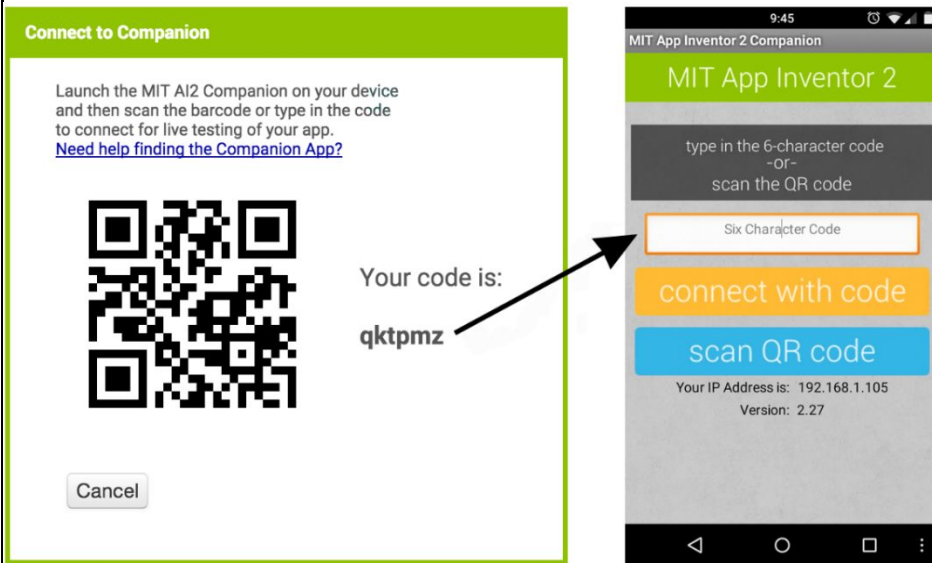 Connect to Companion
Launch the MIT AI2 Companion on your device
and then scan the barcode or type in the code
to connect for live testing of your app.
Need help finding the Companion App?
Your code is:
qktpmz
Cancel
9:45
MIT App Inventor 2 Companion
MIT App Inventor 2
type in the 6-character code
-or-
scan the QR code
Six Character Code
connect with code
scan QR code
Your IP Address is: 192.168.1.105
Version: 2.27